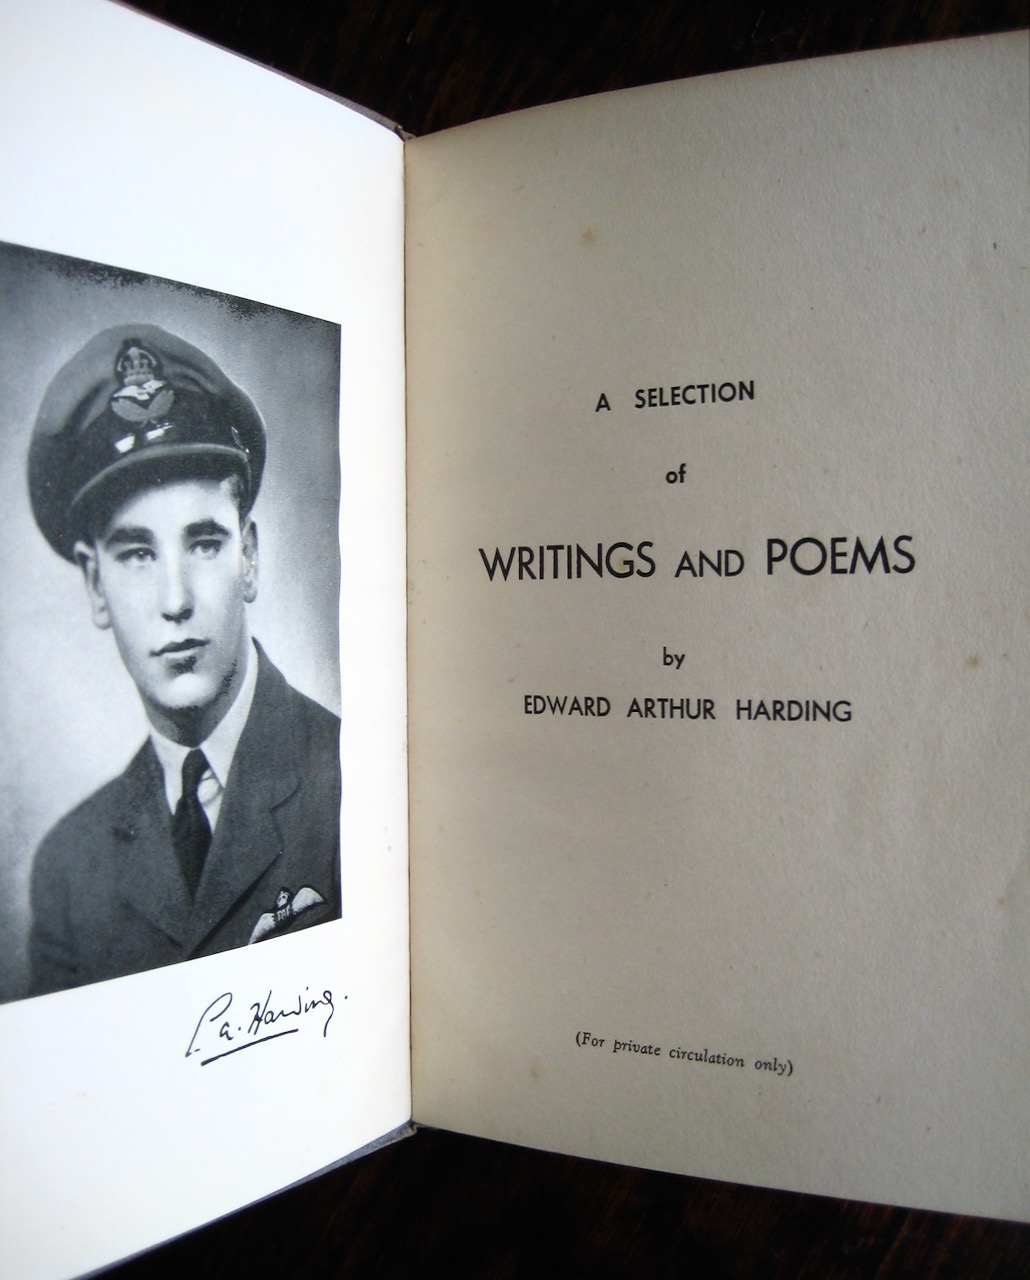 E. A. Harding.
A SELECTION
of
WRITINGS AND POEMS
by
EDWARD ARTHUR HARDING
(For private circulation only)